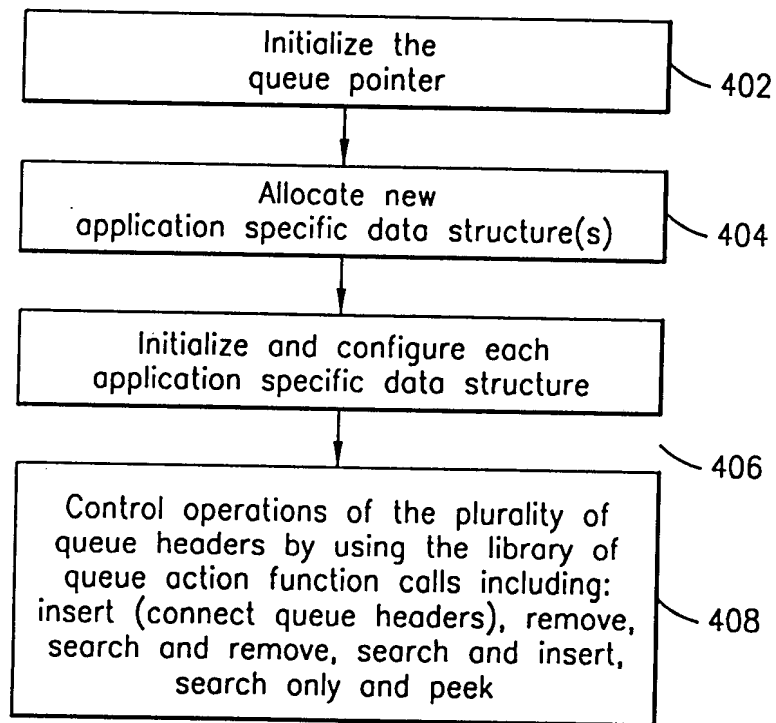 Initialize the
queue pointer
402
Allocate new
application specific data structure(s)
404
Initialize and configure each
application specific data structure
406
Control operations of the plurality of
queue headers by using the library of
queue action function calls including:
insert (connect queue headers), remove,
search and remove, search and insert,
search only and peek
408